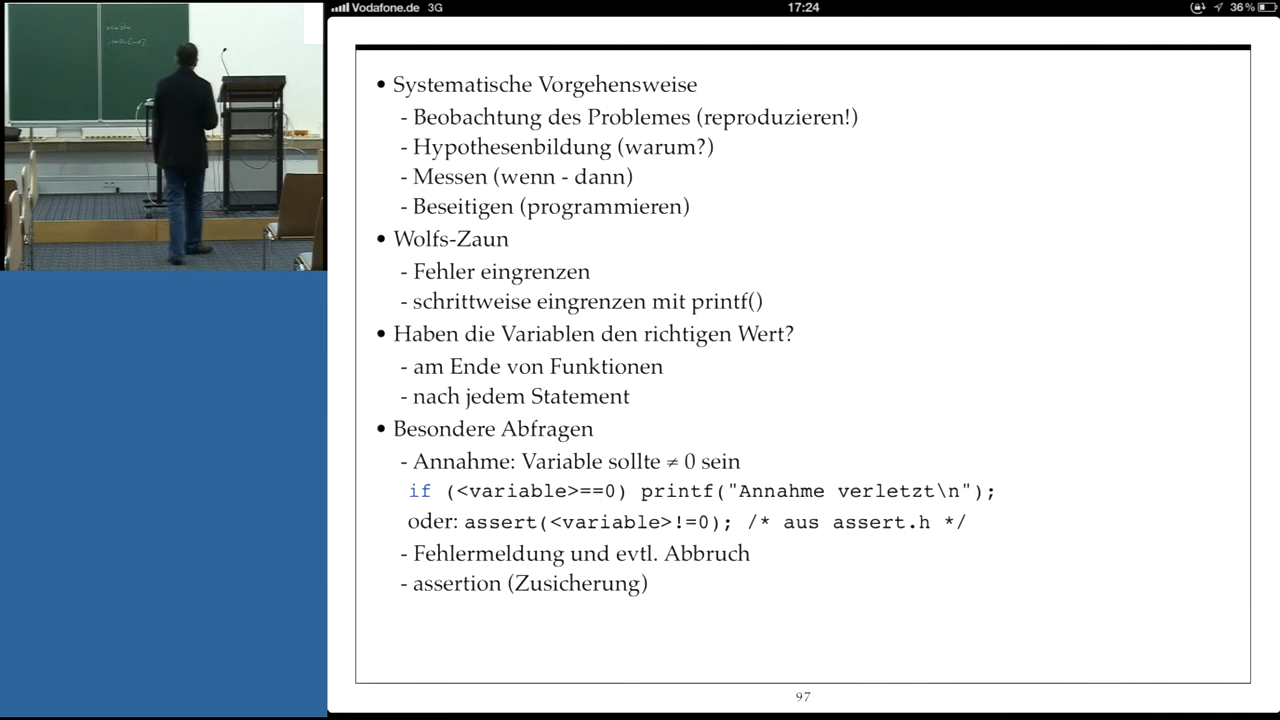 Vodafone.de 3G 17:24 36%
• Systematische Vorgehensweise
- Beobachtung des Problemes (reproduzieren!)
- Hypothesenbildung (warum?)
- Messen (wenn - dann)
- Beseitigen (programmieren)
• Wolfs-Zaun
- Fehler eingrenzen
- schrittweise eingrenzen mit printf()
• Haben die Variablen den richtigen Wert?
- am Ende von Funktionen
- nach jedem Statement
• Besondere Abfragen
- Annahme: Variable sollte ≠ 0 sein
if (<variable>==0) printf("Annahme verletzt\n");
oder: assert(<variable>!=0); /* aus assert.h */
- Fehlermeldung und evtl. Abbruch
- assertion (Zusicherung)
97